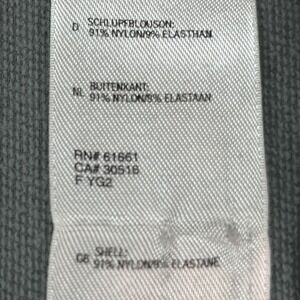 D SCHLUPFBLOUSON:
91% NYLON/9% ELASTHAN
NL BUITENKANT:
91% NYLON/9% ELASTAAN
RN# 61661
CA# 30516
F YG2
GB SHELL:
91% NYLON/9% ELASTANE